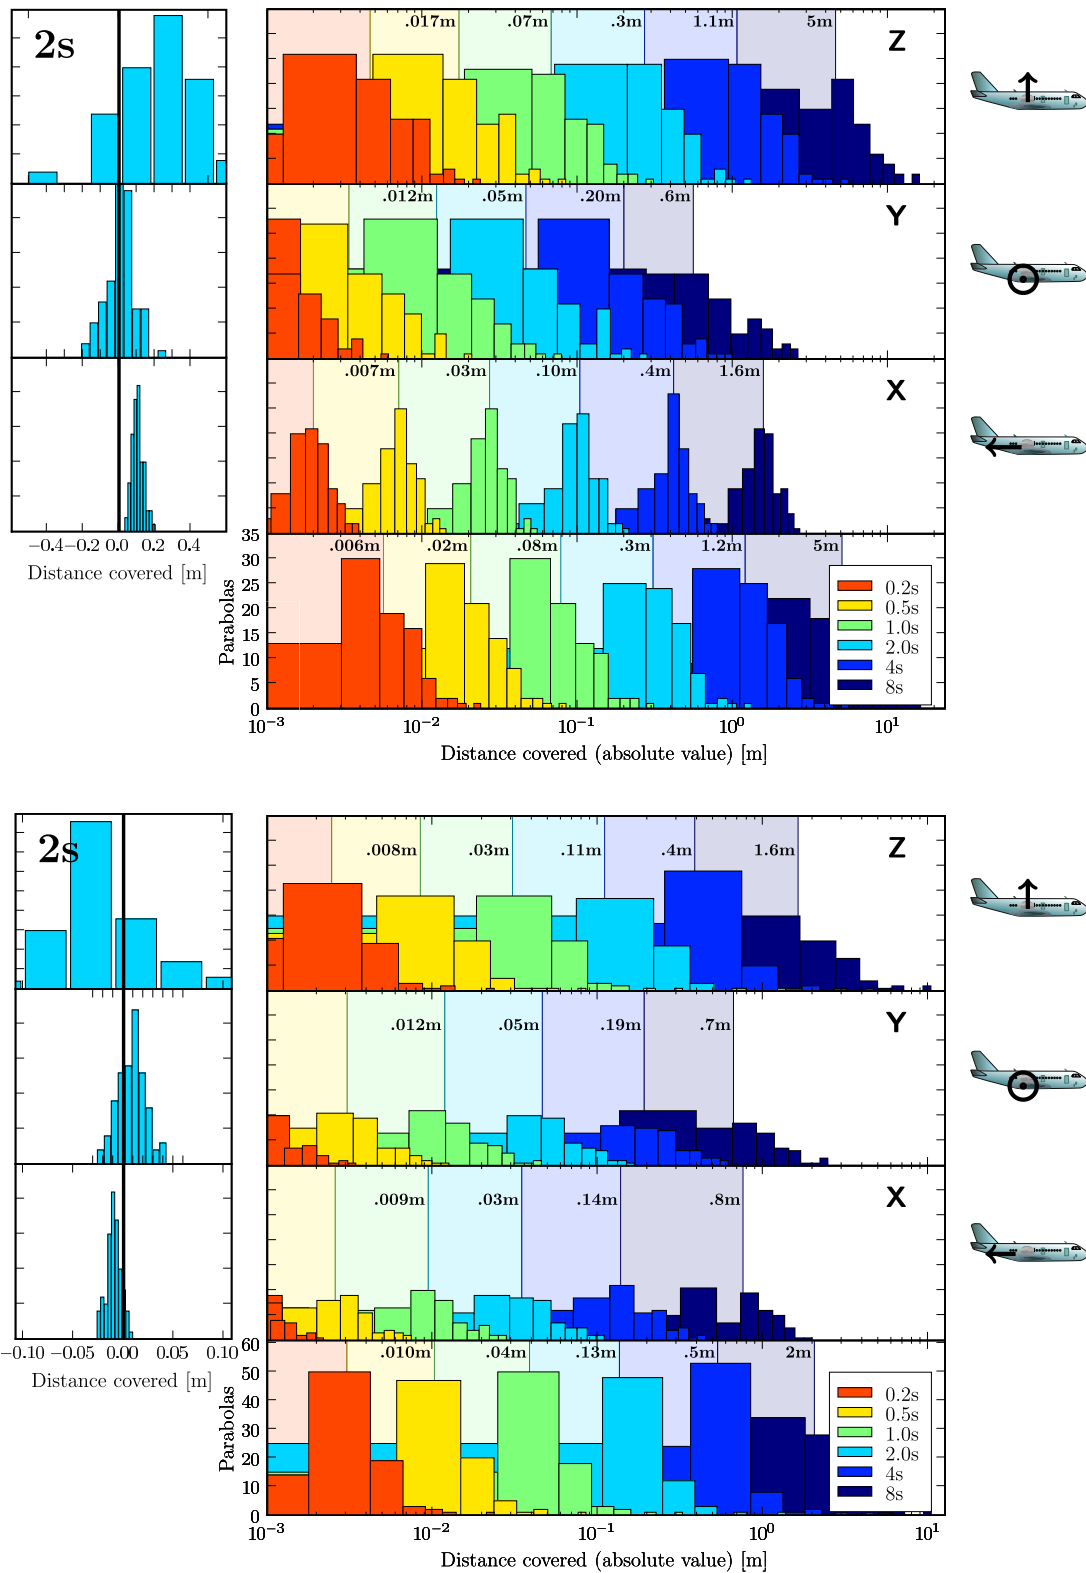 2s
.017m .07m .3m 1.1m 5m Z
.012m .05m .20m .6m Y
.007m .03m .10m .4m 1.6m X
−0.4 −0.2 0.0 0.2 0.4
Distance covered [m]
.006m .02m .08m .3m 1.2m 5m
35
30
25
20
15
10
5
0
Parabolas
0.2s
0.5s
1.0s
2.0s
4s
8s
10⁻³ 10⁻² 10⁻¹ 10⁰ 10¹
Distance covered (absolute value) [m]
2s
.008m .03m .11m .4m 1.6m Z
.012m .05m .19m .7m Y
.009m .03m .14m .8m X
−0.10 −0.05 0.00 0.05 0.10
Distance covered [m]
.010m .04m .13m .5m 2m
60
50
40
30
20
10
0
Parabolas
0.2s
0.5s
1.0s
2.0s
4s
8s
10⁻³ 10⁻² 10⁻¹ 10⁰ 10¹
Distance covered (absolute value) [m]